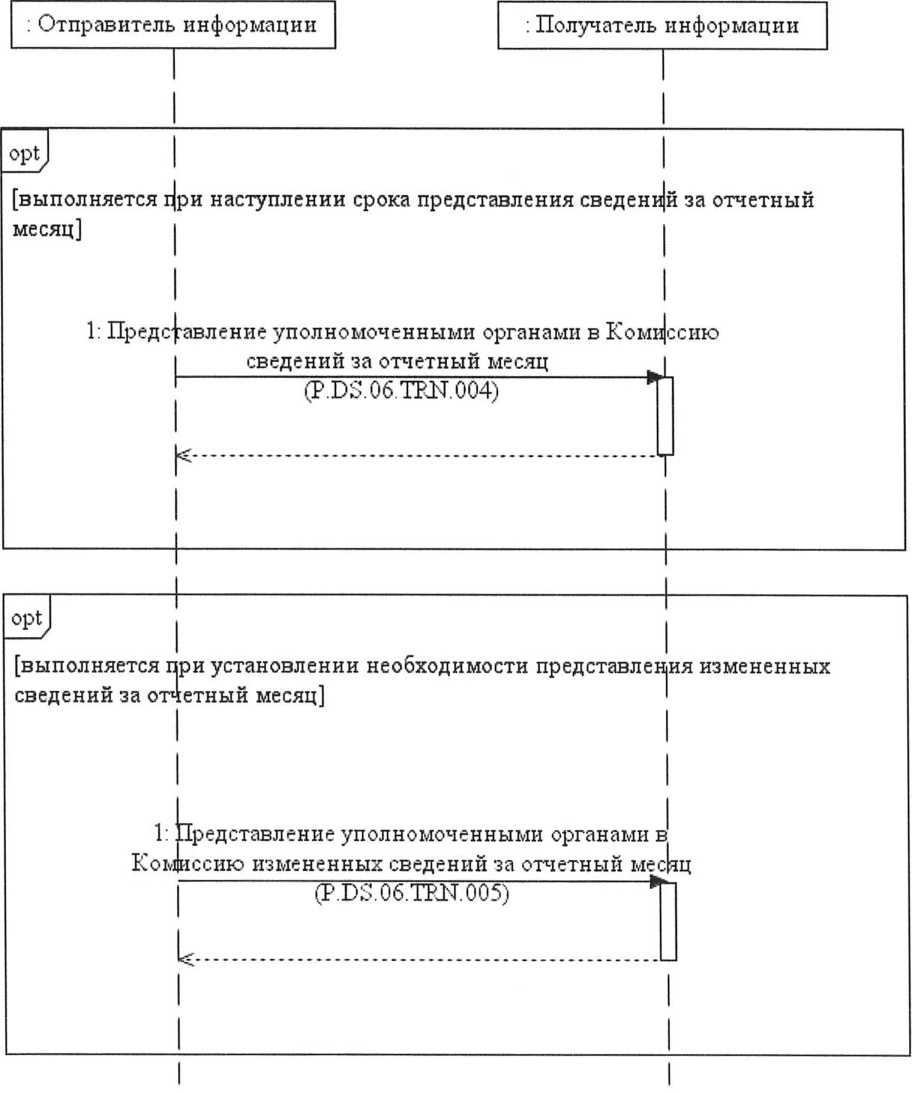 : Отправитель информации
: Получатель информации
opt
[выполняется при наступлении срока представления сведений за отчетный
месяц]
1: Представление уполномоченными органами в Комиссию
сведений за отчетный месяц
(P.DS.06.TRN.004)
opt
[выполняется при установлении необходимости представления измененных
сведений за отчетный месяц]
1: Представление уполномоченными органами в
Комиссию измененных сведений за отчетный месяц
(P.DS.06.TRN.005)